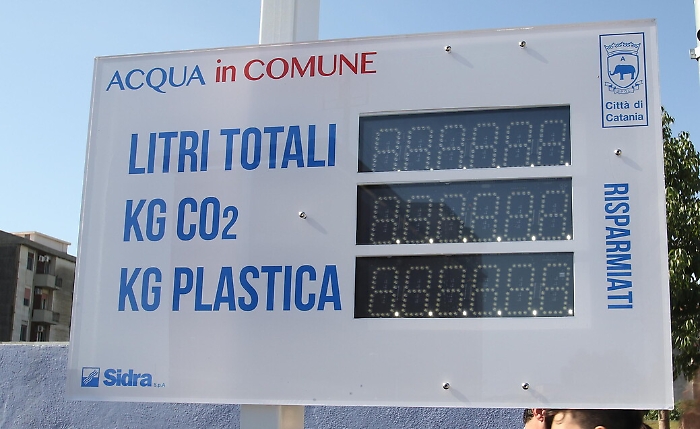 ACQUA in COMUNE
Città di
Catania
LITRI TOTALI
KG CO2
KG PLASTICA
RISPARMIATI
Sidra S.p.A